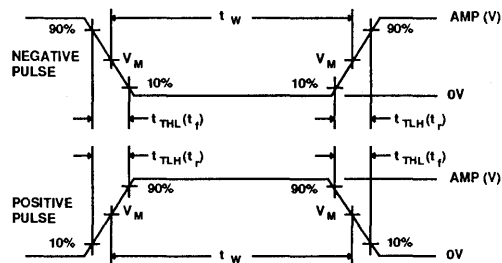 90% t W 90% AMP (V)
NEGATIVE PULSE V M V M
10% 10% 0V
t THL (t f) t TLH (t r)
t TLH (t r) t THL (t f)
90% 90% AMP (V)
POSITIVE PULSE V M V M
10% t W 10% 0V